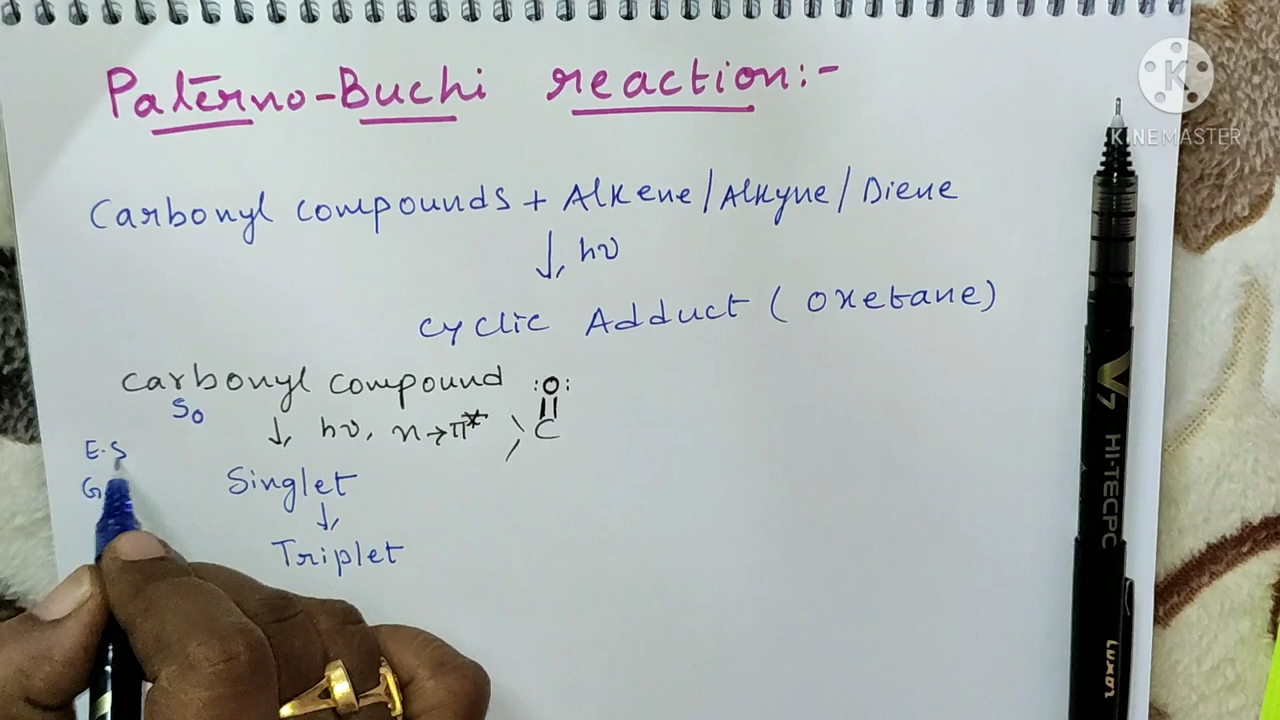 Paterno-Buchi reaction:-
Carbonyl compounds + Alkene/Alkyne/Diene
↓ hν
Cyclic Adduct (Oxetane)
Carbonyl compound :O:
S0 ↓ hν, n→π* C
E.S
G
Singlet
↓
Triplet
K
KINEMASTER
V7 HI-TECPC
LUXOR